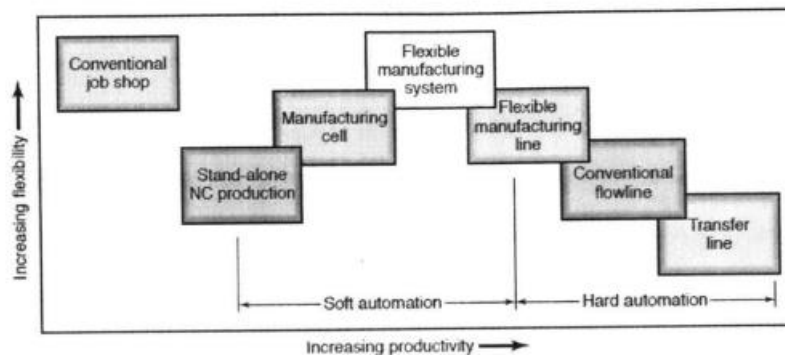 Conventional
job shop
Flexible
manufacturing
system
Manufacturing
cell
Flexible
manufacturing
line
Stand-alone
NC production
Conventional
flowline
Transfer
line
Soft automation
Hard automation
Increasing flexibility
Increasing productivity